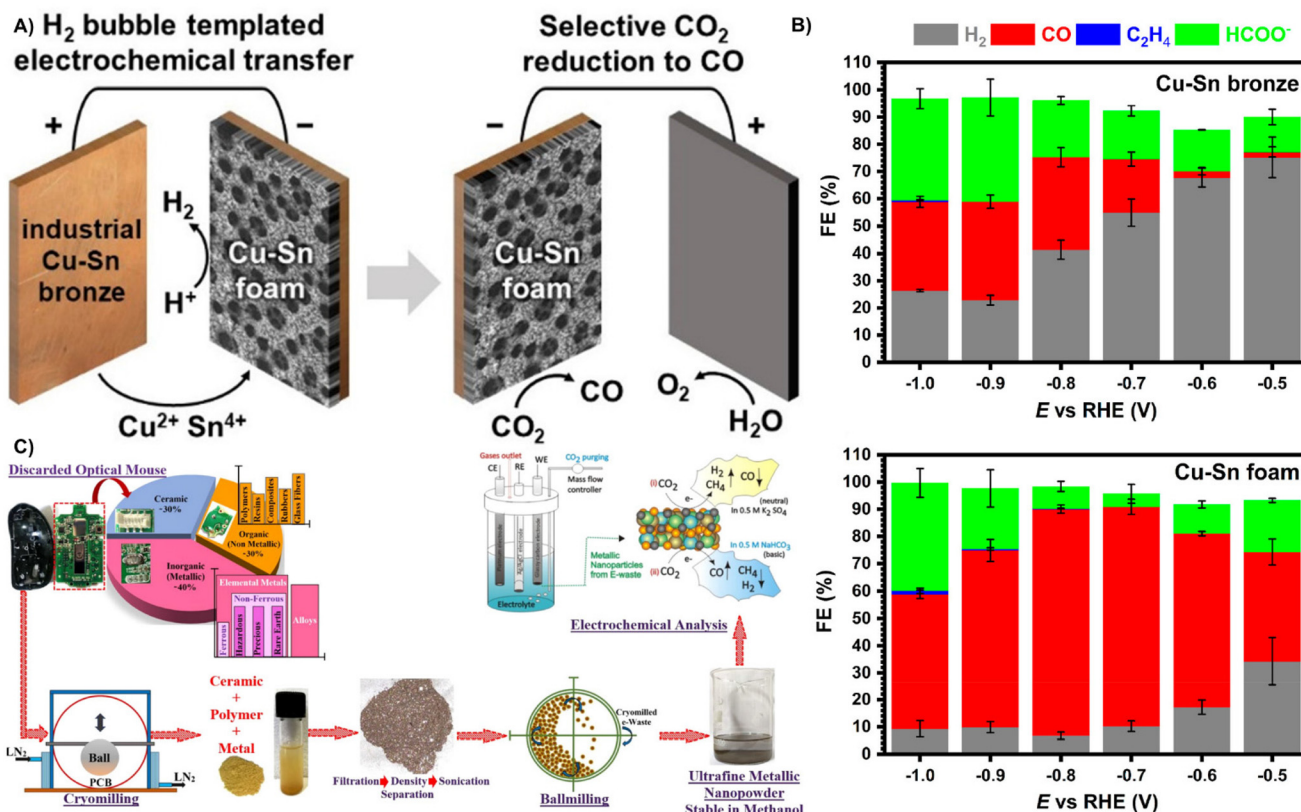 A)
H₂ bubble templated
electrochemical transfer
+
−
industrial
Cu-Sn
bronze
H₂
H⁺
Cu-Sn
foam
Cu²⁺ Sn⁴⁺
Selective CO₂
reduction to CO
−
+
Cu-Sn
foam
CO₂
CO
O₂
H₂O
B)
H₂ CO C₂H₄ HCOO⁻
Cu-Sn bronze
FE (%)
110
100
90
80
70
60
50
40
30
20
10
0
-1.0 -0.9 -0.8 -0.7 -0.6 -0.5
E vs RHE (V)
Cu-Sn foam
FE (%)
110
100
90
80
70
60
50
40
30
20
10
0
-1.0 -0.9 -0.8 -0.7 -0.6 -0.5
E vs RHE (V)
C)
Discarded Optical Mouse
Ceramic
~30%
Organic
(Non Metallic)
~30%
Inorganic
(Metallic)
~40%
Polymers
Resins
Composites
Rubbers
Glass Fibers
Elemental Metals
Non-Ferrous
Ferrous
Hazardous
Precious
Rare Earth
Alloys
LN₂
Ball
PCB
LN₂
Cryomilling
Ceramic
+
Polymer
+
Metal
Filtration Density Sonication
Separation
Cryomilled
e-Waste
Ballmilling
Ultrafine Metallic
Nanopowder
Stable in Methanol
Electrochemical Analysis
Gases outlet
CO₂ purging
CE
RE
WE
Mass flow
controller
Electrolyte
Metallic
Nanoparticles
from E-waste
(i) CO₂
e-
H₂
CH₄
CO
(neutral)
In 0.5 M K₂ SO₄
In 0.5 M NaHCO₃
(basic)
e-
(ii) CO₂
CO
CH₄
H₂